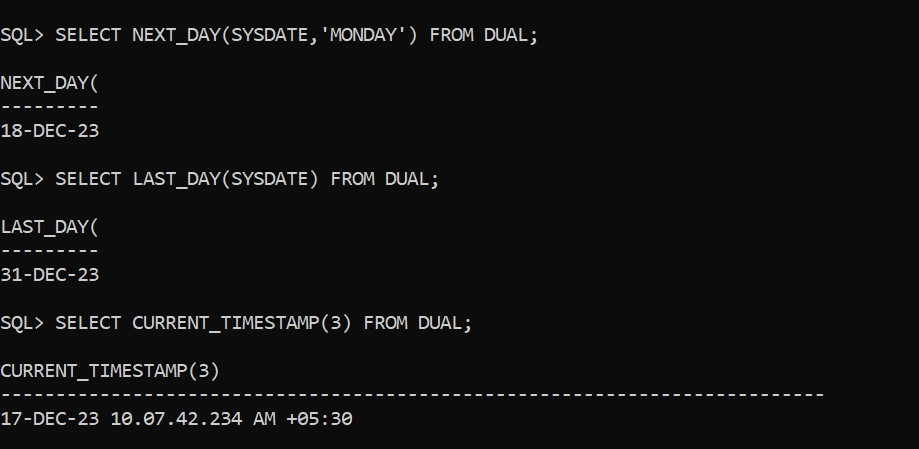 SQL> SELECT NEXT_DAY(SYSDATE,'MONDAY') FROM DUAL;
NEXT_DAY(
---------
18-DEC-23
SQL> SELECT LAST_DAY(SYSDATE) FROM DUAL;
LAST_DAY(
---------
31-DEC-23
SQL> SELECT CURRENT_TIMESTAMP(3) FROM DUAL;
CURRENT_TIMESTAMP(3)
---------------------------------------------------------------------------
17-DEC-23 10.07.42.234 AM +05:30